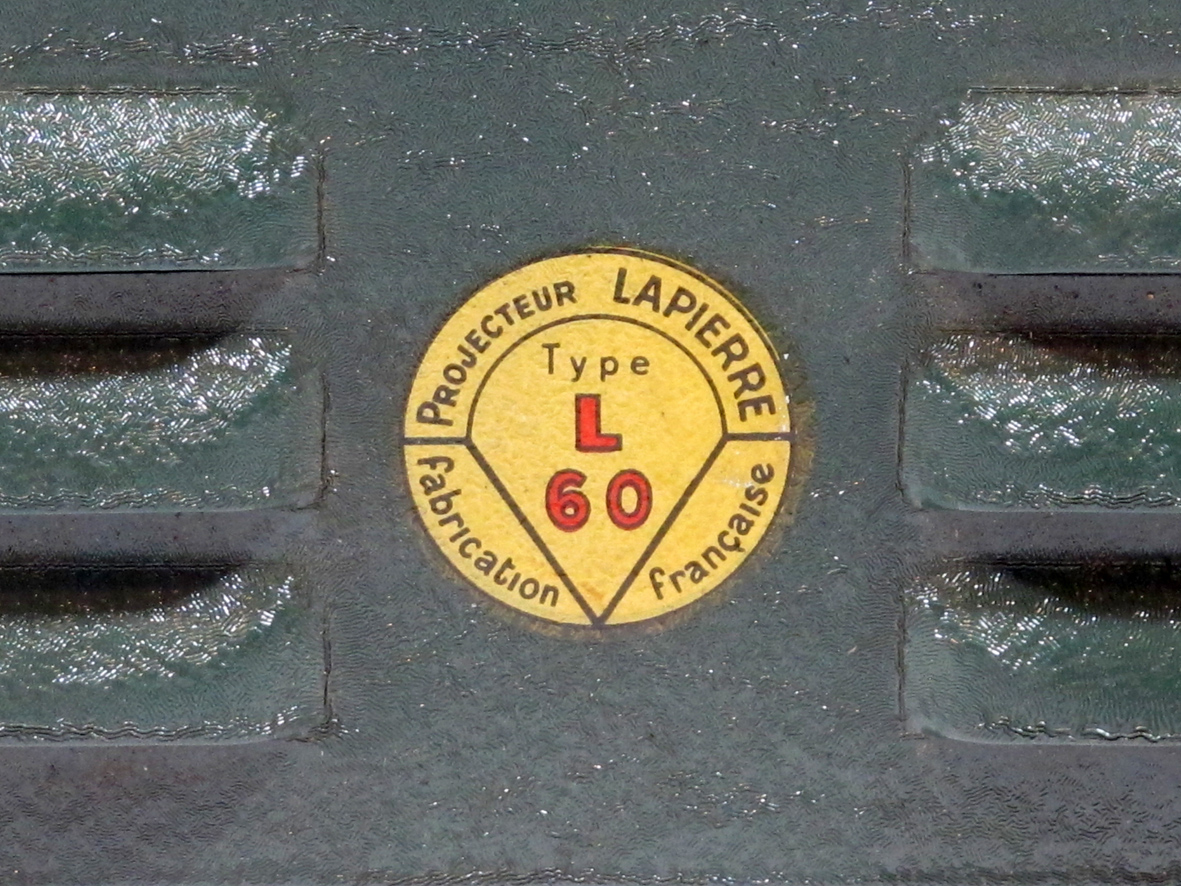 PROJECTEUR LAPIERRE
Type
L
60
fabrication française